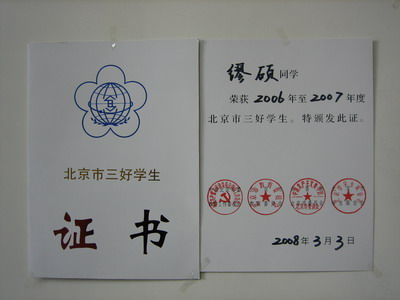 北京市三好学生
证书
缪硕同学
荣获2006年至2007年度
北京市三好学生。特颁发此证。
2008年3月3日